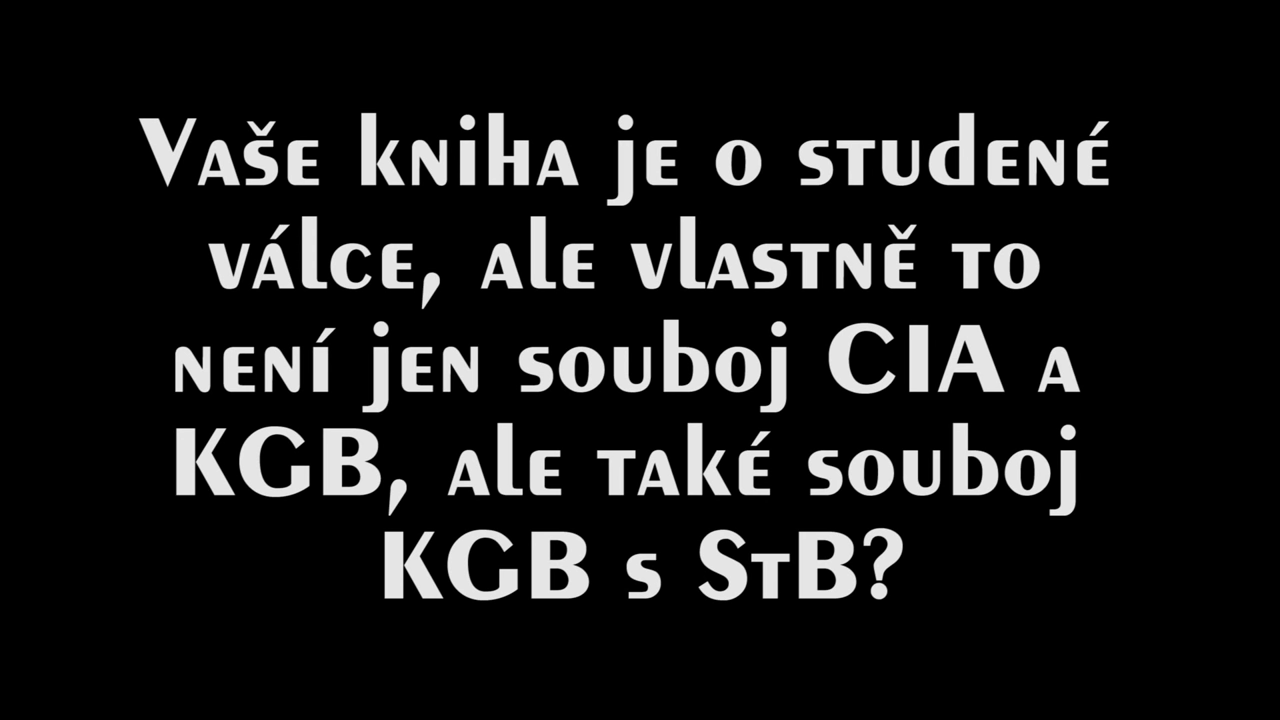 Vaše kniha je o studené
válce, ale vlastně to
není jen souboj CIA a
KGB, ale také souboj
KGB s StB?